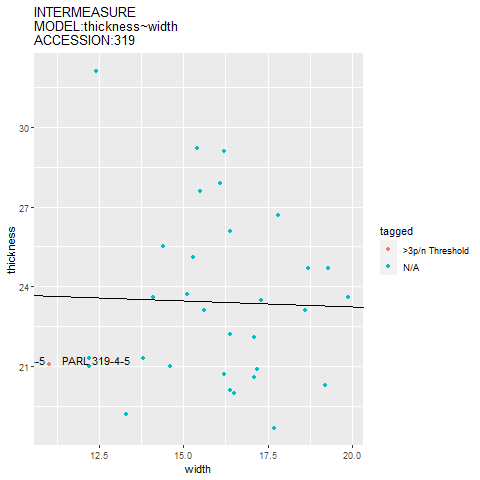 INTERMEASURE
MODEL:thickness~width
ACCESSION:319
30
27
24
21
thickness
-5 PARL 319-4-5
12.5 15.0 17.5 20.0
width
tagged
>3p/n Threshold
N/A